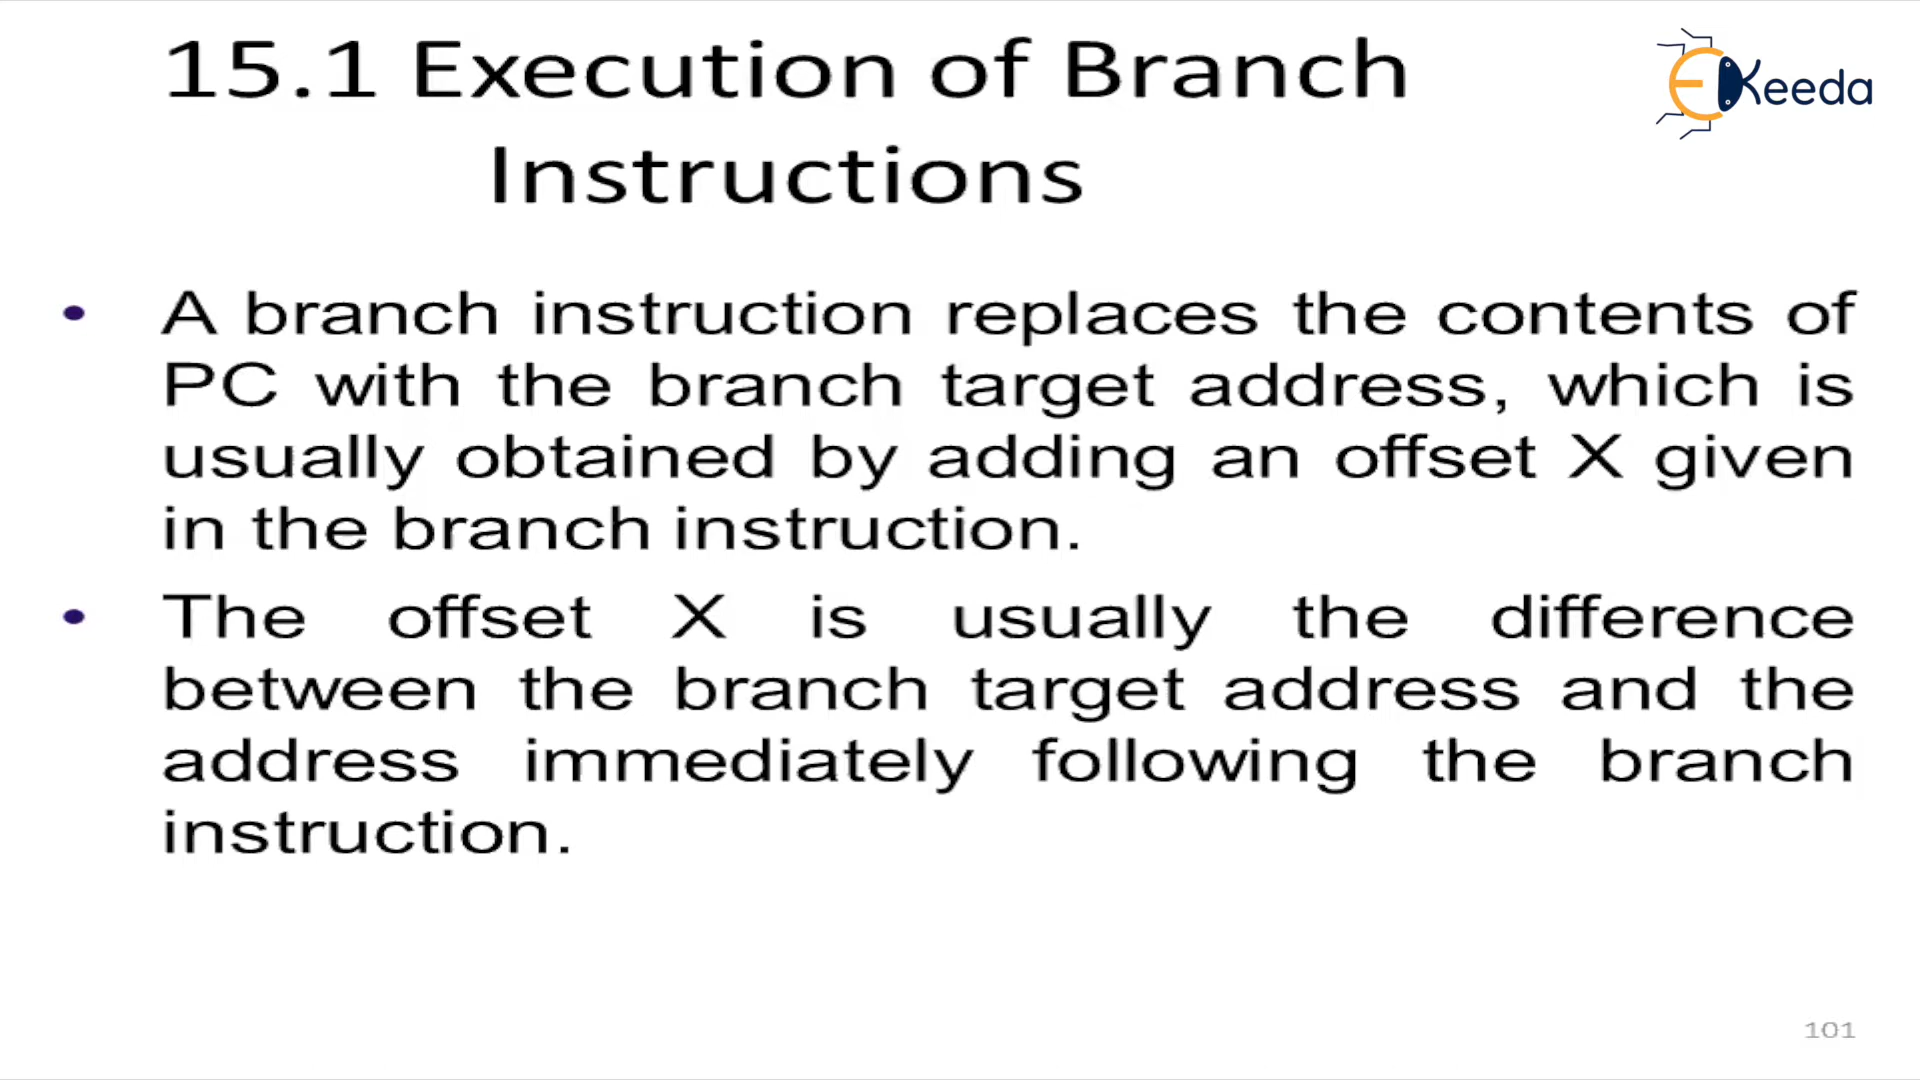 15.1 Execution of Branch
Instructions
EKeeda
• A branch instruction replaces the contents of
PC with the branch target address, which is
usually obtained by adding an offset X given
in the branch instruction.
• The offset X is usually the difference
between the branch target address and the
address immediately following the branch
instruction.
101